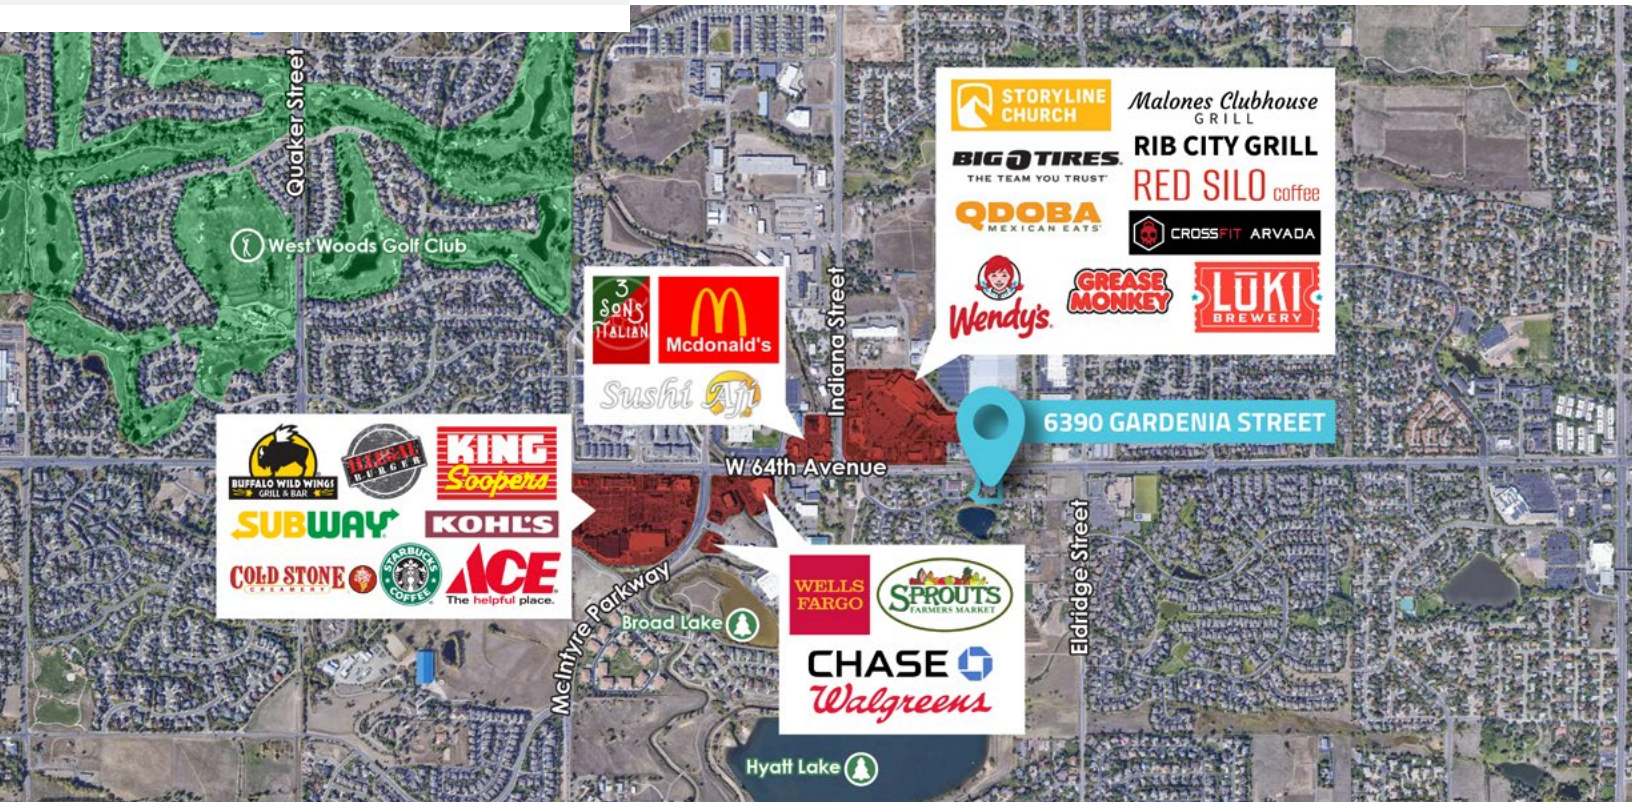 Quaker Street
West Woods Golf Club
STORYLINE
CHURCH
Malones Clubhouse
GRILL
BIG O TIRES
THE TEAM YOU TRUST
RIB CITY GRILL
RED SILO coffee
QDOBA
MEXICAN EATS
CROSSFIT ARVADA
Wendy's
GREASE
MONKEY
LŪKI
BREWERY
3
SONS
ITALIAN
Mcdonald's
Sushi Aji
Indiana Street
6390 GARDENIA STREET
W 64th Avenue
BUFFALO WILD WINGS
GRILL & BAR
ILLEGAL
BURGER
KING
Soopers
SUBWAY
KOHL'S
COLD STONE
CREAMERY
STARBUCKS
COFFEE
ACE
The helpful place.
McIntyre Parkway
Broad Lake
WELLS
FARGO
SPROUTS
FARMERS MARKET
CHASE
Walgreens
Eldridge Street
Hyatt Lake